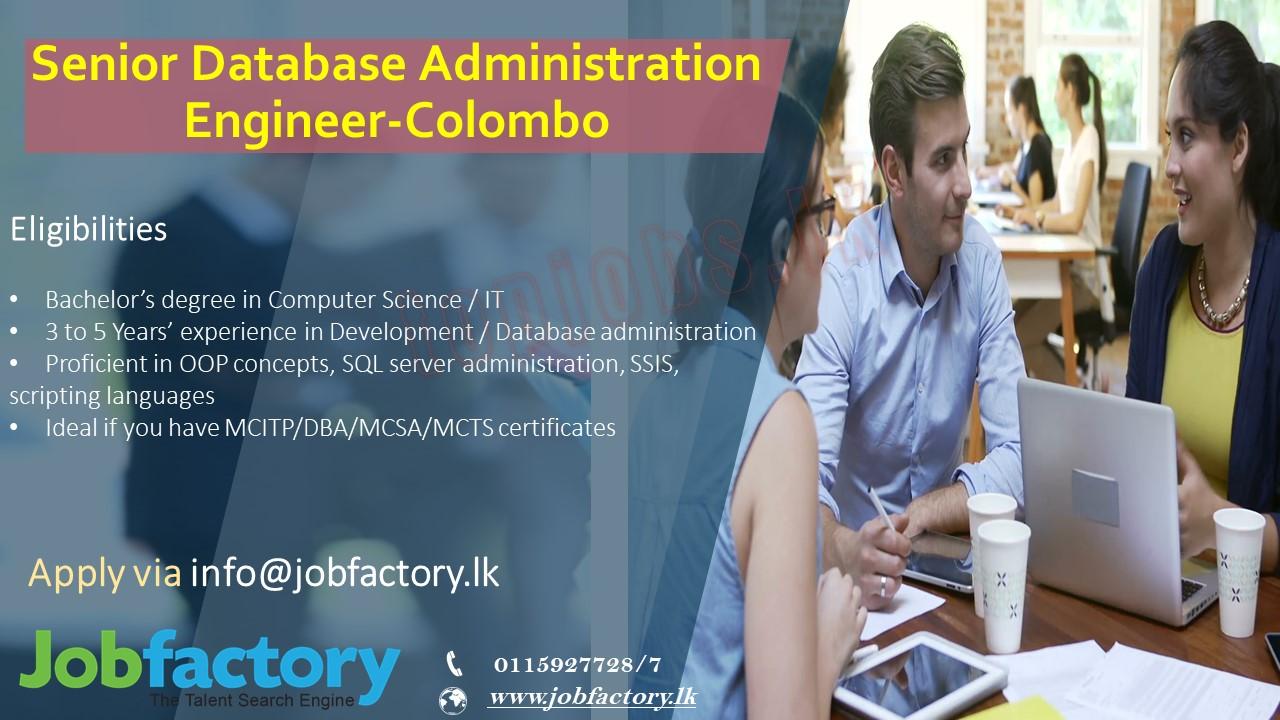 Senior Database Administration
Engineer-Colombo
Eligibilities
• Bachelor’s degree in Computer Science / IT
• 3 to 5 Years’ experience in Development / Database administration
• Proficient in OOP concepts, SQL server administration, SSIS,
scripting languages
• Ideal if you have MCITP/DBA/MCSA/MCTS certificates
Apply via info@jobfactory.lk
Jobfactory
The Talent Search Engine
0115927728/7
www.jobfactory.lk